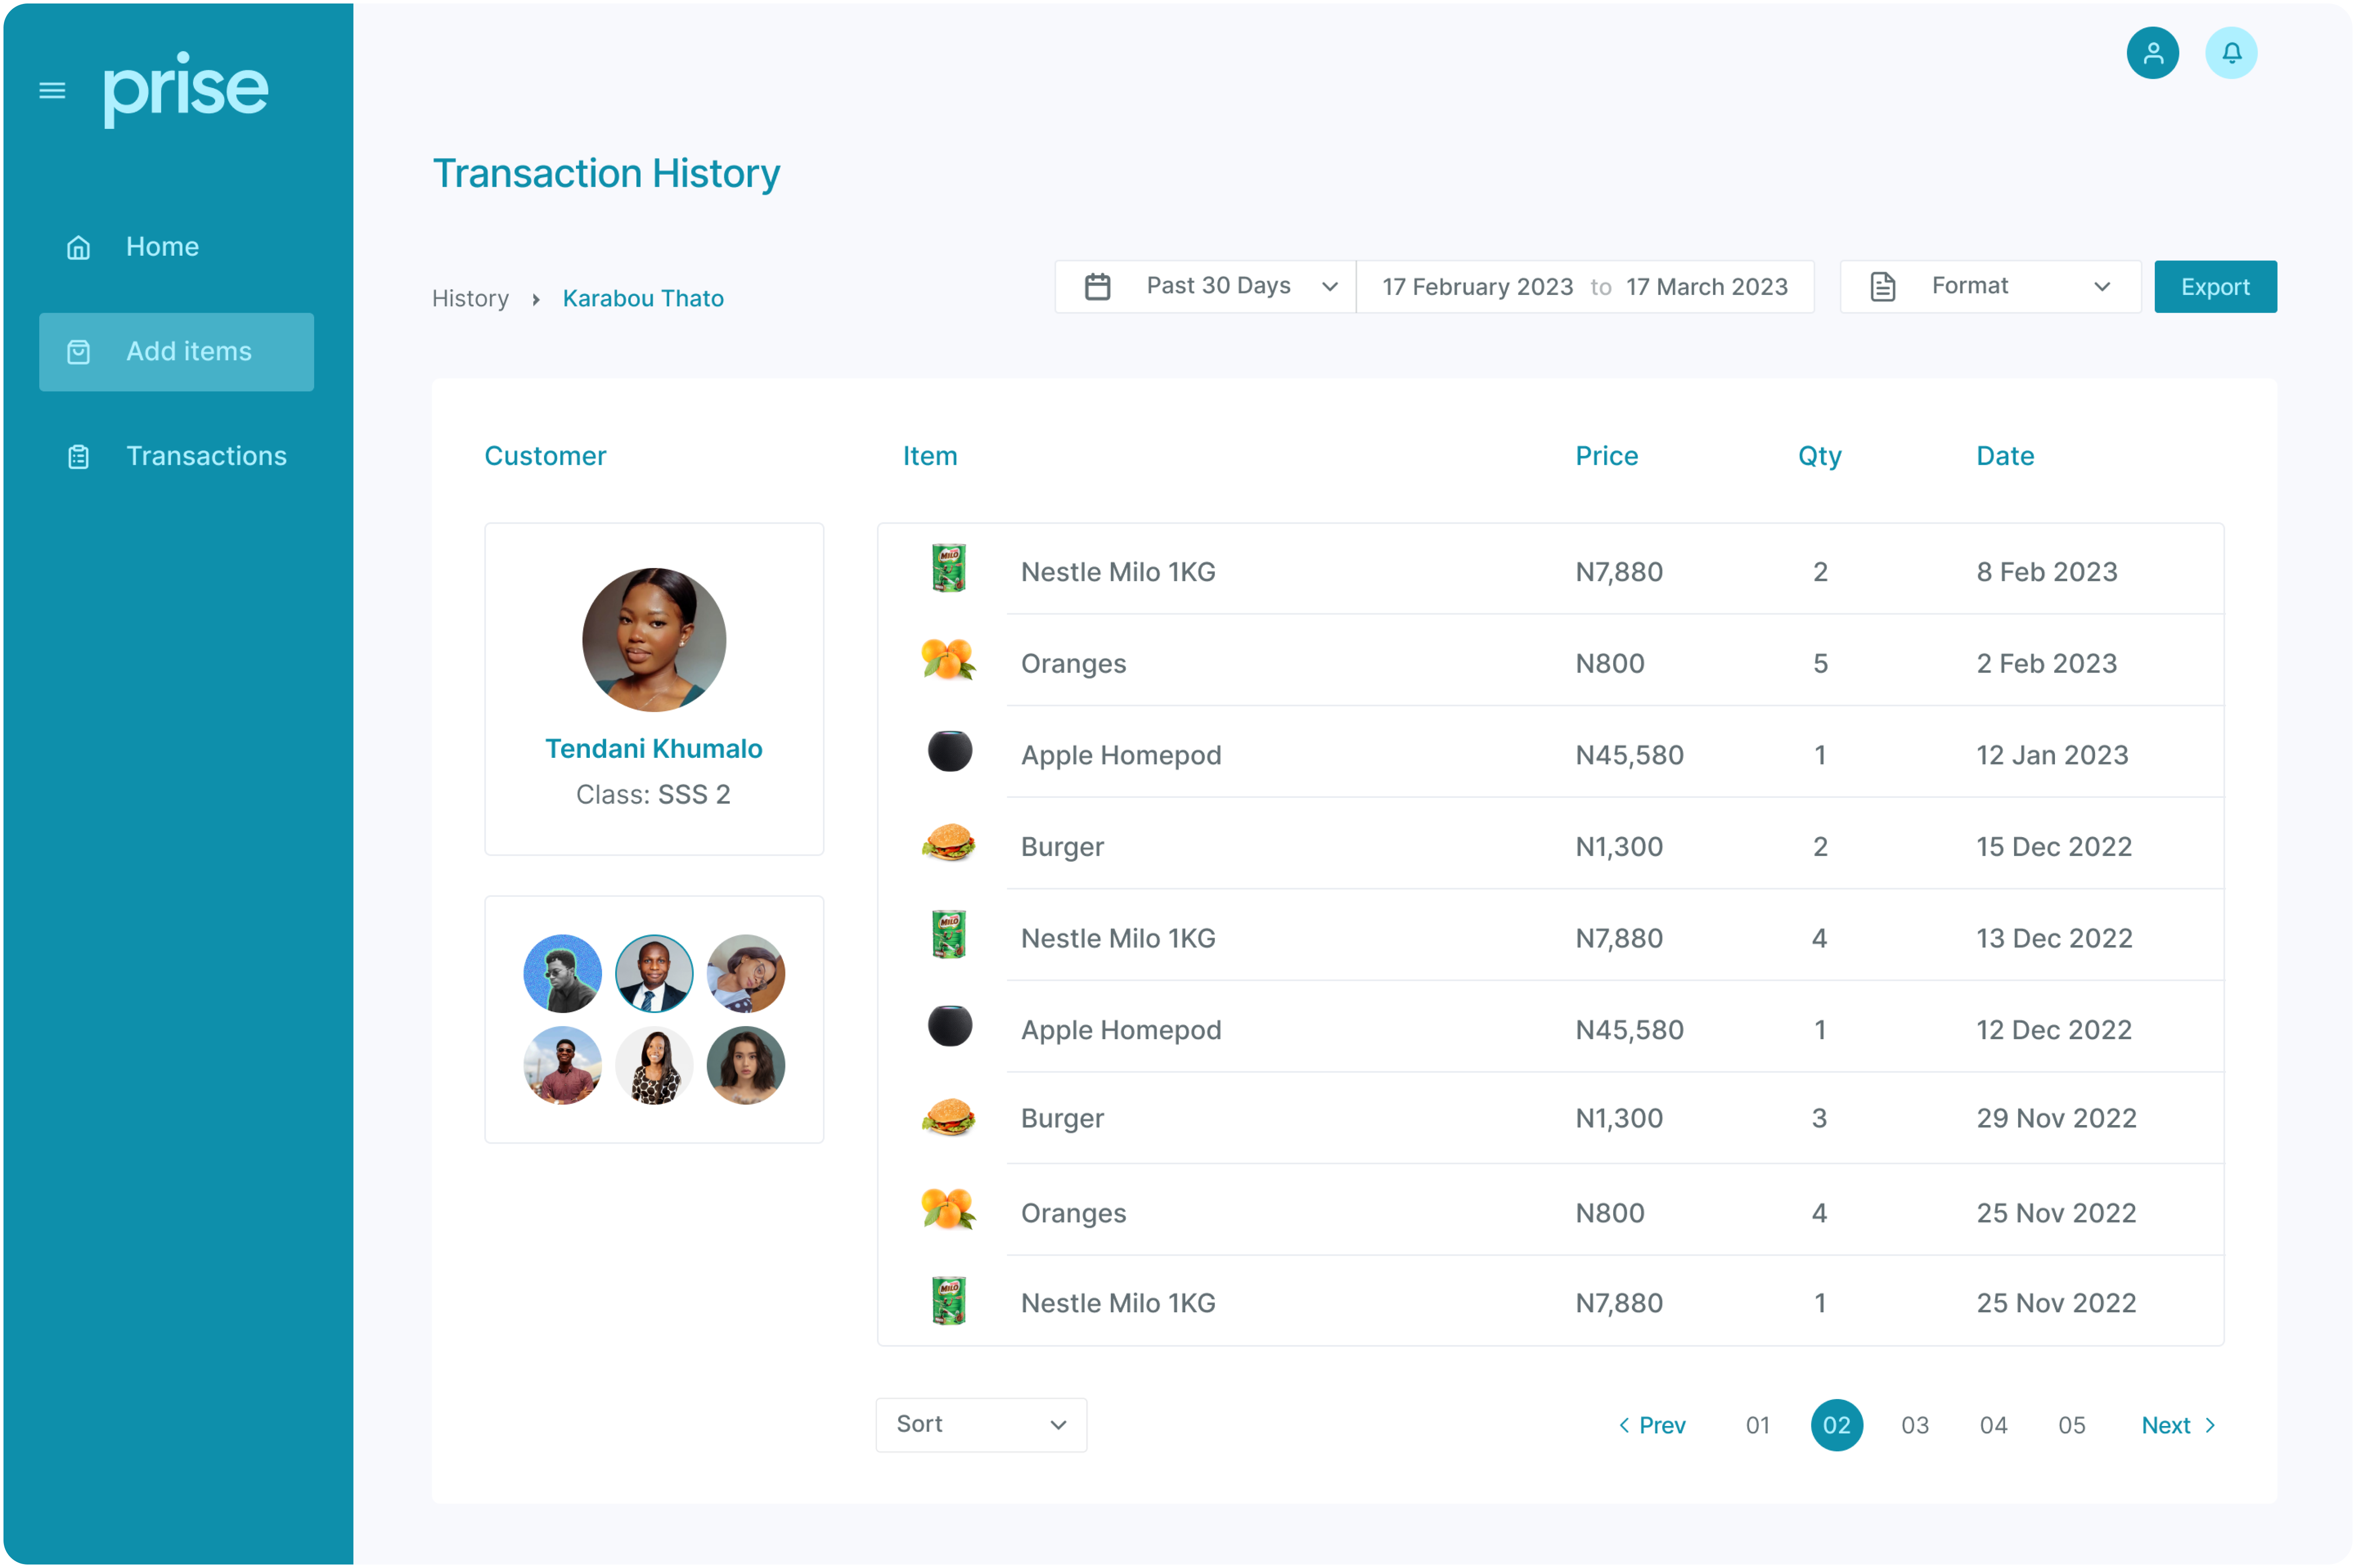 prise
Home
Add items
Transactions
Transaction History
History > Karabou Thato
Past 30 Days 17 February 2023 to 17 March 2023 Format Export
Customer Item Price Qty Date
Tendani Khumalo
Class: SSS 2
MILO Nestle Milo 1KG N7,880 2 8 Feb 2023
Oranges N800 5 2 Feb 2023
Apple Homepod N45,580 1 12 Jan 2023
Burger N1,300 2 15 Dec 2022
MILO Nestle Milo 1KG N7,880 4 13 Dec 2022
Apple Homepod N45,580 1 12 Dec 2022
Burger N1,300 3 29 Nov 2022
Oranges N800 4 25 Nov 2022
MILO Nestle Milo 1KG N7,880 1 25 Nov 2022
Sort < Prev 01 02 03 04 05 Next >